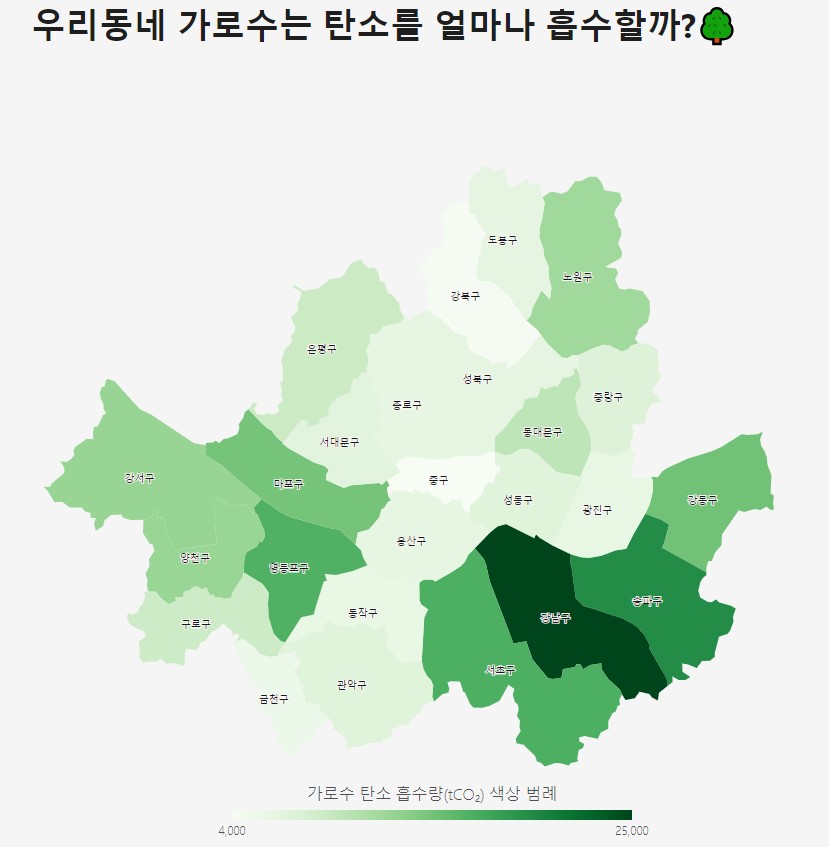 우리동네 가로수는 탄소를 얼마나 흡수할까?🌳
도봉구
노원구
강북구
은평구
성북구
중랑구
종로구
동대문구
서대문구
강서구
마포구
중구
성동구
강동구
광진구
용산구
양천구
영등포구
송파구
동작구
강남구
구로구
서초구
관악구
금천구
가로수 탄소 흡수량(tCO₂) 색상 범례
4,000
25,000